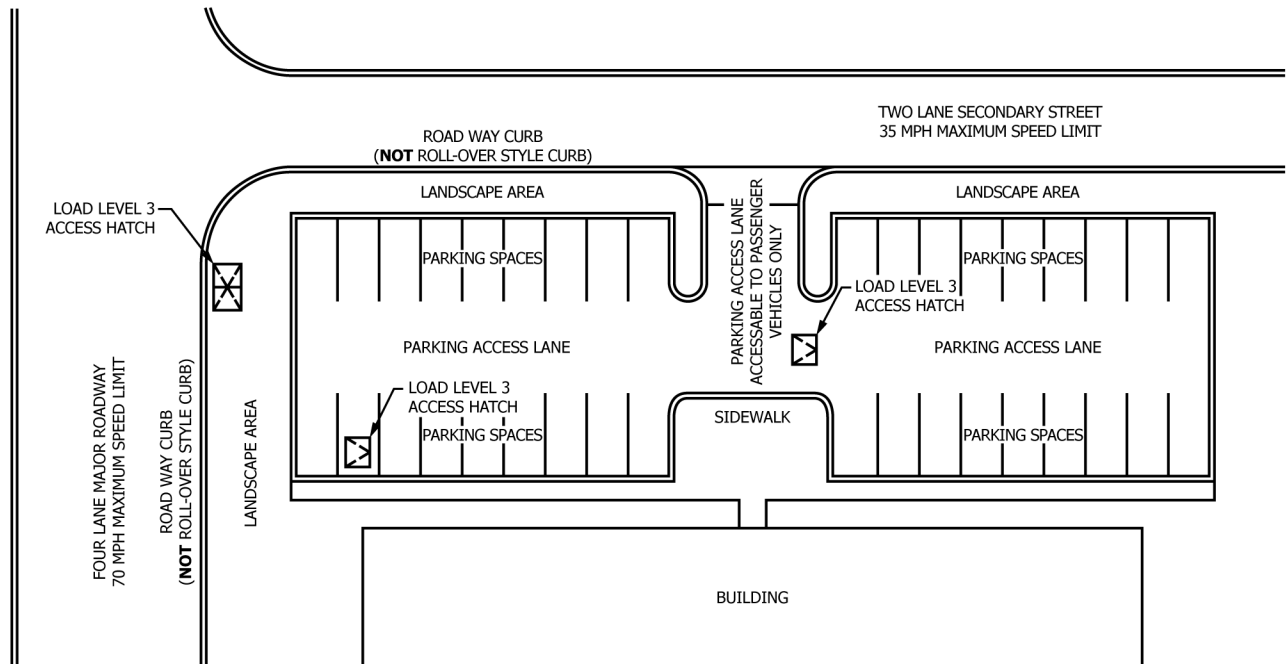 TWO LANE SECONDARY STREET
35 MPH MAXIMUM SPEED LIMIT
ROAD WAY CURB
(NOT ROLL-OVER STYLE CURB)
LANDSCAPE AREA
LANDSCAPE AREA
LOAD LEVEL 3
ACCESS HATCH
PARKING SPACES
PARKING ACCESS LANE
ACCESSABLE TO PASSENGER
VEHICLES ONLY
PARKING SPACES
LOAD LEVEL 3
ACCESS HATCH
PARKING ACCESS LANE
PARKING ACCESS LANE
LOAD LEVEL 3
ACCESS HATCH
SIDEWALK
PARKING SPACES
PARKING SPACES
FOUR LANE MAJOR ROADWAY
70 MPH MAXIMUM SPEED LIMIT
ROAD WAY CURB
(NOT ROLL-OVER STYLE CURB)
LANDSCAPE AREA
BUILDING